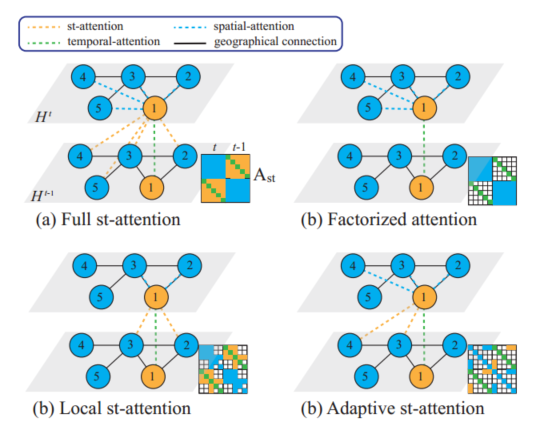 st-attention spatial-attention
temporal-attention geographical connection
4 3 2
5 1
Hᵗ
4 3 2
5 1
Hᵗ⁻¹
t t-1
Aₛₜ
(a) Full st-attention
4 3 2
5 1
4 3 2
5 1
(b) Factorized attention
4 3 2
5 1
4 3 2
5 1
(b) Local st-attention
4 3 2
5 1
4 3 2
5 1
(b) Adaptive st-attention